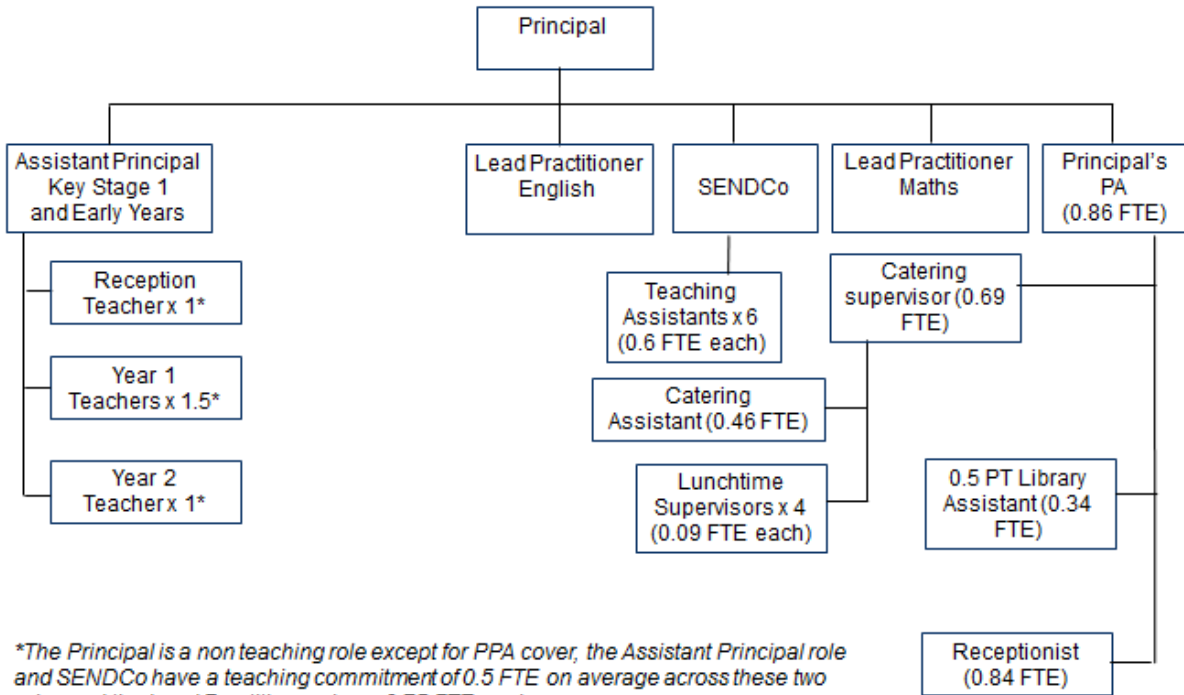 Principal
Assistant Principal
Key Stage 1
and Early Years
Lead Practitioner
English
SENDCo
Lead Practitioner
Maths
Principal's
PA
(0.86 FTE)
Reception
Teacher x 1*
Year 1
Teachers x 1.5*
Year 2
Teacher x 1*
Teaching
Assistants x 6
(0.6 FTE each)
Catering
supervisor (0.69
FTE)
Catering
Assistant (0.46 FTE)
Lunchtime
Supervisors x 4
(0.09 FTE each)
0.5 PT Library
Assistant (0.34
FTE)
Receptionist
(0.84 FTE)
*The Principal is a non teaching role except for PPA cover, the Assistant Principal role
and SENDCo have a teaching commitment of 0.5 FTE on average across these two